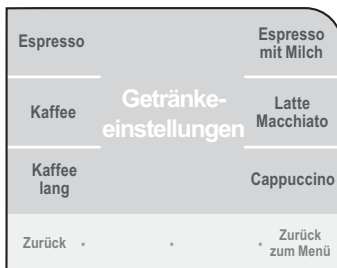 Espresso
Espresso
mit Milch
Getränke-
einstellungen
Kaffee
Latte
Macchiato
Kaffee
lang
Cappuccino
Zurück
Zurück
zum Menü